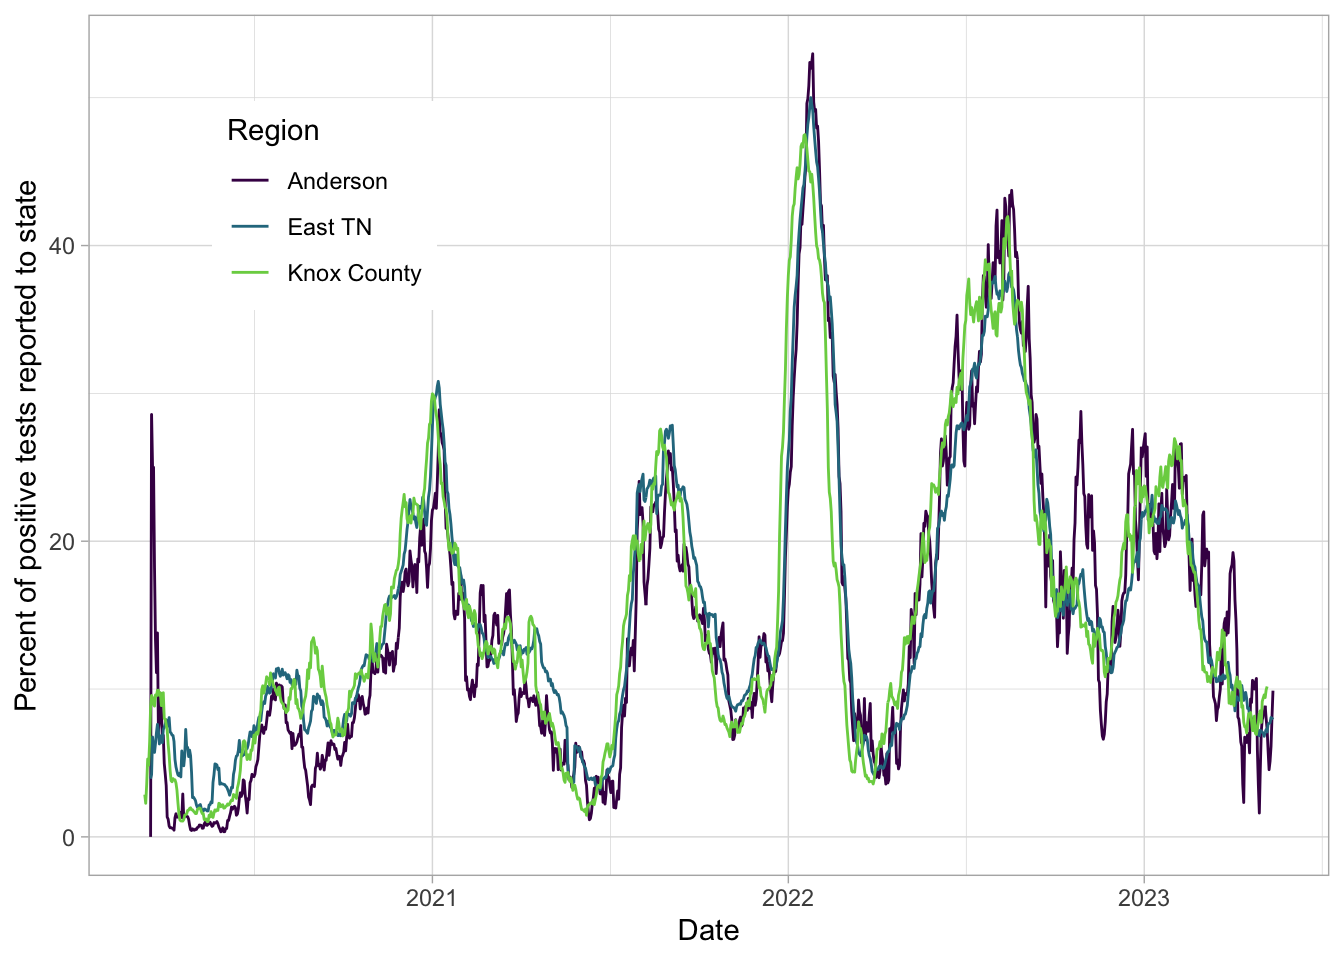 Percent of positive tests reported to state
Region
Anderson
East TN
Knox County
40
20
0
2021
2022
2023
Date